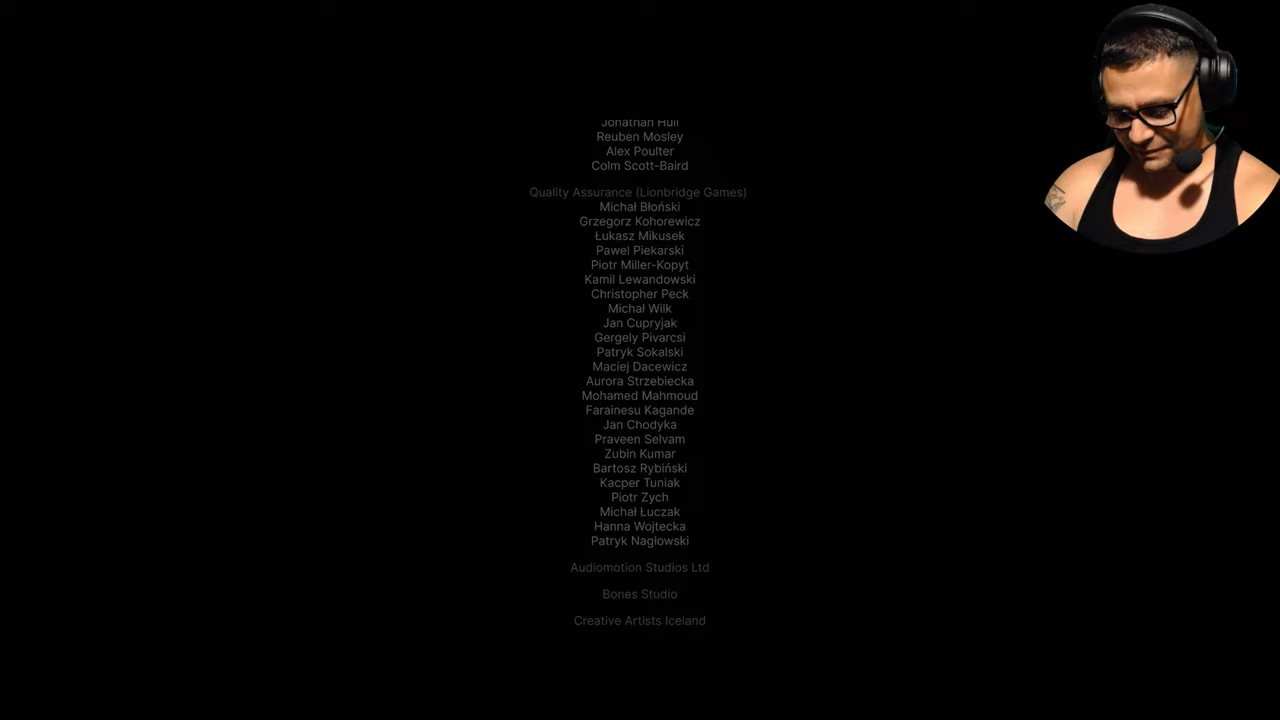 Jonathan Hull
Reuben Mosley
Alex Poulter
Colm Scott-Baird
Quality Assurance (Lionbridge Games)
Michał Błoński
Grzegorz Kohorewicz
Łukasz Mikusek
Pawel Piekarski
Piotr Miller-Kopyt
Kamil Lewandowski
Christopher Peck
Michał Wilk
Jan Cupryjak
Gergely Pivarcsi
Patryk Sokalski
Maciej Dacewicz
Aurora Strzebiecka
Mohamed Mahmoud
Farainesu Kagande
Jan Chodyka
Praveen Selvam
Zubin Kumar
Bartosz Rybiński
Kacper Tuniak
Piotr Zych
Michał Łuczak
Hanna Wojtecka
Patryk Nagłowski
Audiomotion Studios Ltd
Bones Studio
Creative Artists Iceland